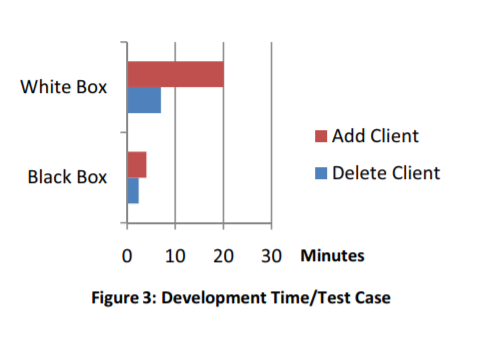 White Box
Black Box
Add Client
Delete Client
0 10 20 30 Minutes
Figure 3: Development Time/Test Case